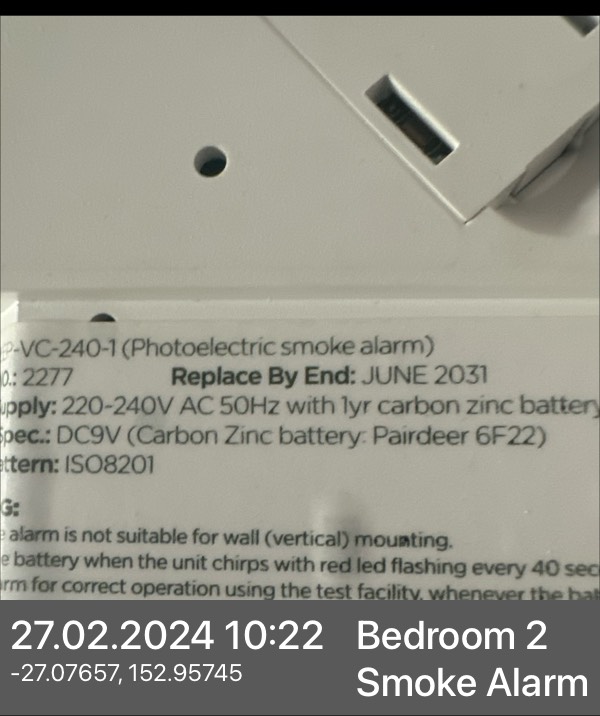 -VC-240-1 (Photoelectric smoke alarm)
o.: 2277 Replace By End: JUNE 2031
upply: 220-240V AC 50Hz with 1yr carbon zinc battery
pec.: DC9V (Carbon Zinc battery: Pairdeer 6F22)
ttern: ISO8201
G:
e alarm is not suitable for wall (vertical) mounting.
e battery when the unit chirps with red led flashing every 40 sec
rm for correct operation using the test facility, whenever the bat
27.02.2024 10:22 Bedroom 2
-27.07657, 152.95745 Smoke Alarm